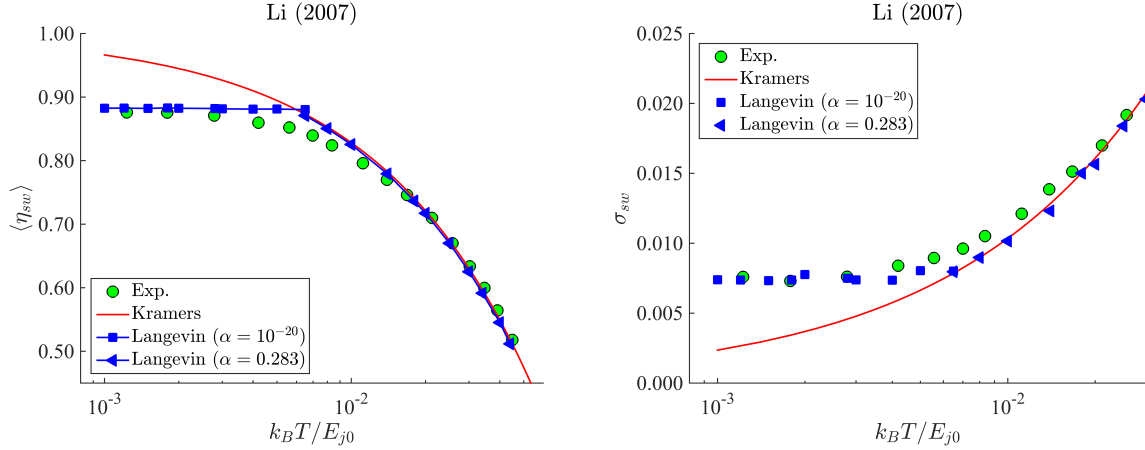 Li (2007)
1.00
0.90
0.80
0.70
0.60
0.50
⟨η_sw⟩
Exp.
Kramers
Langevin (α = 10^−20)
Langevin (α = 0.283)
10^-3
10^-2
k_BT/E_j0
Li (2007)
0.025
0.020
0.015
0.010
0.005
0.000
σ_sw
Exp.
Kramers
Langevin (α = 10^−20)
Langevin (α = 0.283)
10^-3
10^-2
k_BT/E_j0